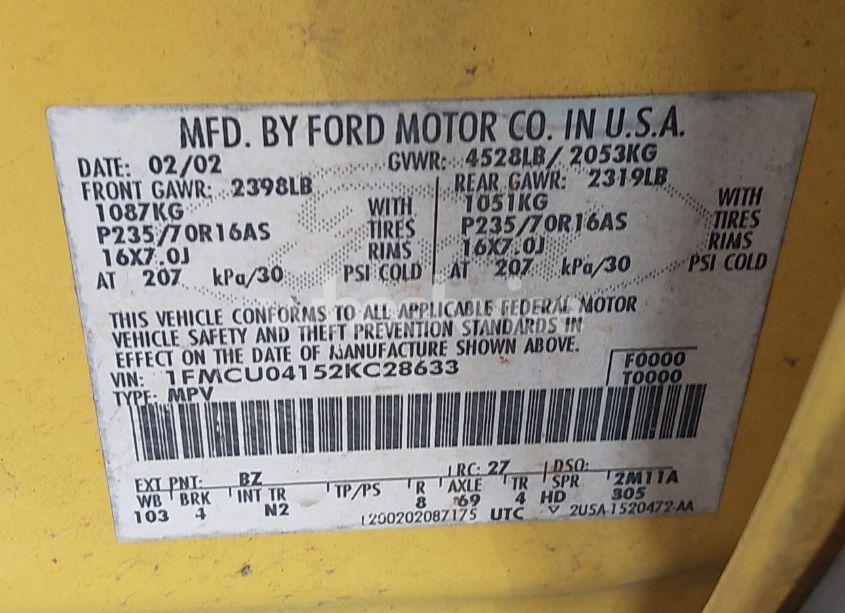 MFD. BY FORD MOTOR CO. IN U.S.A.
DATE: 02/02 GVWR: 4528LB/ 2053KG
FRONT GAWR: 2398LB REAR GAWR: 2319LB
1087KG WITH 1051KG WITH
P235/70R16AS TIRES P235/70R16AS TIRES
16X7.0J RIMS 16X7.0J RIMS
AT 207 kPa/30 PSI COLD AT 207 kPa/30 PSI COLD
THIS VEHICLE CONFORMS TO ALL APPLICABLE FEDERAL MOTOR
VEHICLE SAFETY AND THEFT PREVENTION STANDARDS IN
EFFECT ON THE DATE OF MANUFACTURE SHOWN ABOVE.
VIN: 1FMCU04152KC28633 F0000
TYPE: MPV T0000
EXT PNT: BZ RC: 27 DSO:
WB BRK INT TR TP/PS R AXLE TR SPR 2M11A
103 4 N2 8 69 4 HD 305
1200202087175 UTC 2U5A-1520472-AA